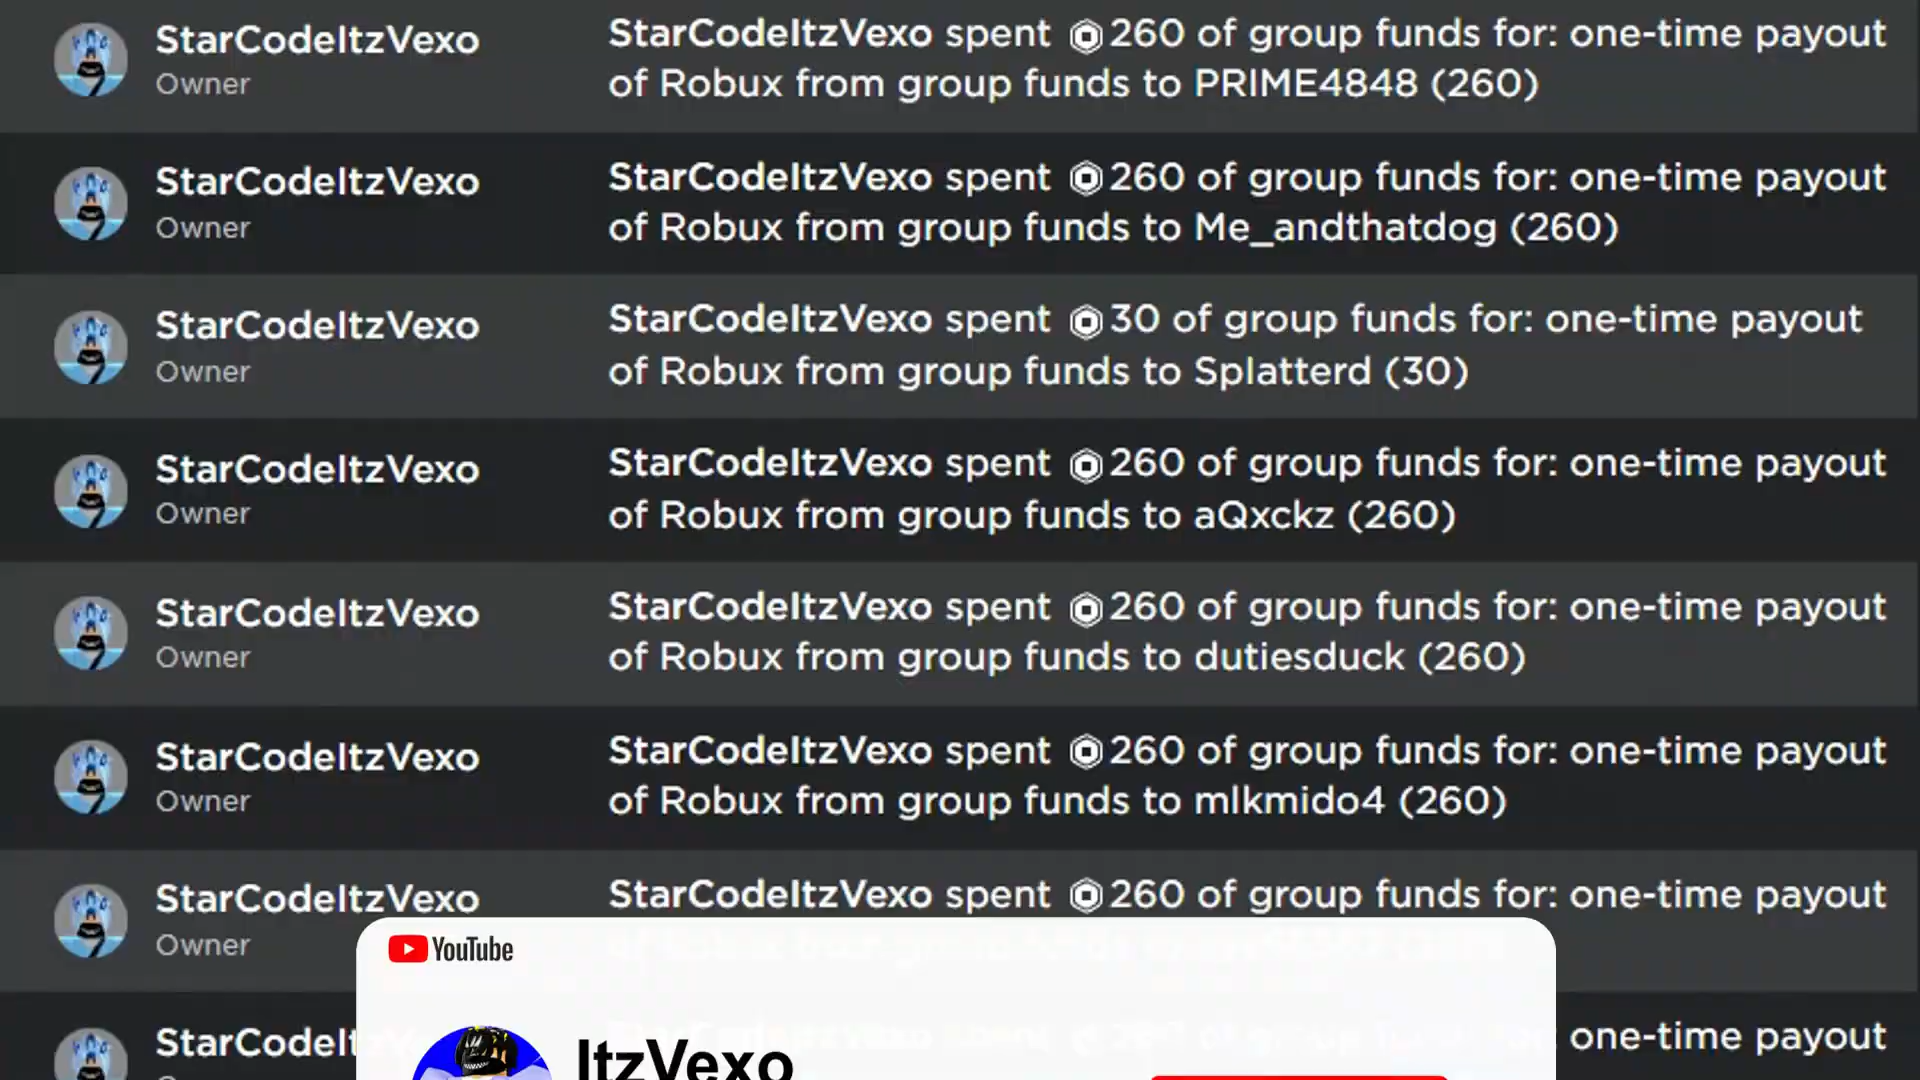 StarCodeItzVexo
Owner
StarCodeItzVexo spent 260 of group funds for: one-time payout
of Robux from group funds to PRIME4848 (260)
StarCodeItzVexo
Owner
StarCodeItzVexo spent 260 of group funds for: one-time payout
of Robux from group funds to Me_andthatdog (260)
StarCodeItzVexo
Owner
StarCodeItzVexo spent 30 of group funds for: one-time payout
of Robux from group funds to Splatterd (30)
StarCodeItzVexo
Owner
StarCodeItzVexo spent 260 of group funds for: one-time payout
of Robux from group funds to aQxckz (260)
StarCodeItzVexo
Owner
StarCodeItzVexo spent 260 of group funds for: one-time payout
of Robux from group funds to dutiesduck (260)
StarCodeItzVexo
Owner
StarCodeItzVexo spent 260 of group funds for: one-time payout
of Robux from group funds to mlkmido4 (260)
StarCodeItzVexo
Owner
StarCodeItzVexo spent 260 of group funds for: one-time payout
YouTube
one-time payout
ItzVexo